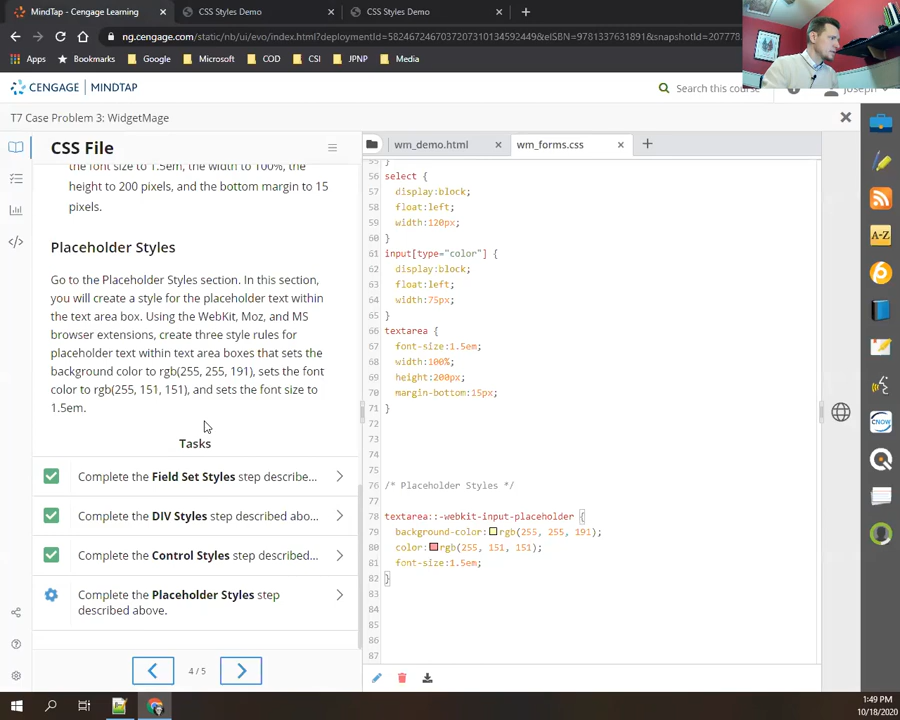 MindTap - Cengage Learning
CSS Styles Demo
CSS Styles Demo
ng.cengage.com/static/nb/ui/evo/index.html?deploymentId=5824672467037207310134592449&eISBN=9781337631891&snapshotId=207778
Apps
Bookmarks
Google
Microsoft
COD
CSI
JPNP
Media
CENGAGE | MINDTAP
Search this course
T7 Case Problem 3: WidgetMage
CSS File
the font size to 1.5em, the width to 100%, the
height to 200 pixels, and the bottom margin to 15
pixels.
Placeholder Styles
Go to the Placeholder Styles section. In this section,
you will create a style for the placeholder text within
the text area box. Using the WebKit, Moz, and MS
browser extensions, create three style rules for
placeholder text within text area boxes that sets the
background color to rgb(255, 255, 191), sets the font
color to rgb(255, 151, 151), and sets the font size to
1.5em.
Tasks
Complete the Field Set Styles step describe...
Complete the DIV Styles step described abo...
Complete the Control Styles step described...
Complete the Placeholder Styles step
described above.
4 / 5
wm_demo.html
wm_forms.css
55 }
56 select {
57 display:block;
58 float:left;
59 width:120px;
60 }
61 input[type="color"] {
62 display:block;
63 float:left;
64 width:75px;
65 }
66 textarea {
67 font-size:1.5em;
68 width:100%;
69 height:200px;
70 margin-bottom:15px;
71 }
72
73
74
75
76 /* Placeholder Styles */
77
78 textarea::-webkit-input-placeholder {
79 background-color:rgb(255, 255, 191);
80 color:rgb(255, 151, 151);
81 font-size:1.5em;
82 }
83
84
85
86
87
A-Z
CNOW
1:49 PM
10/18/2020